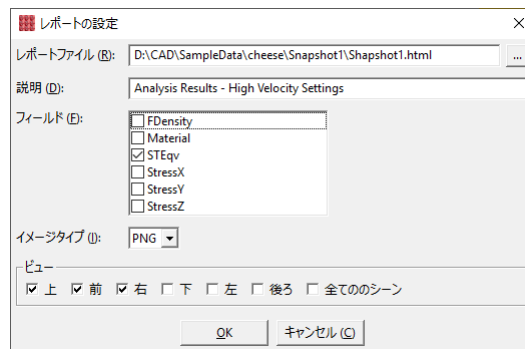 レポートの設定
レポートファイル (R): D:\CAD\SampleData\cheese\Snapshot1\Shapshot1.html ...
説明 (D): Analysis Results - High Velocity Settings
フィールド (F):
FDensity
Material
STEqv
StressX
StressY
StressZ
イメージタイプ (I): PNG
ビュー
上 前 右 下 左 後ろ 全てののシーン
OK キャンセル (C)